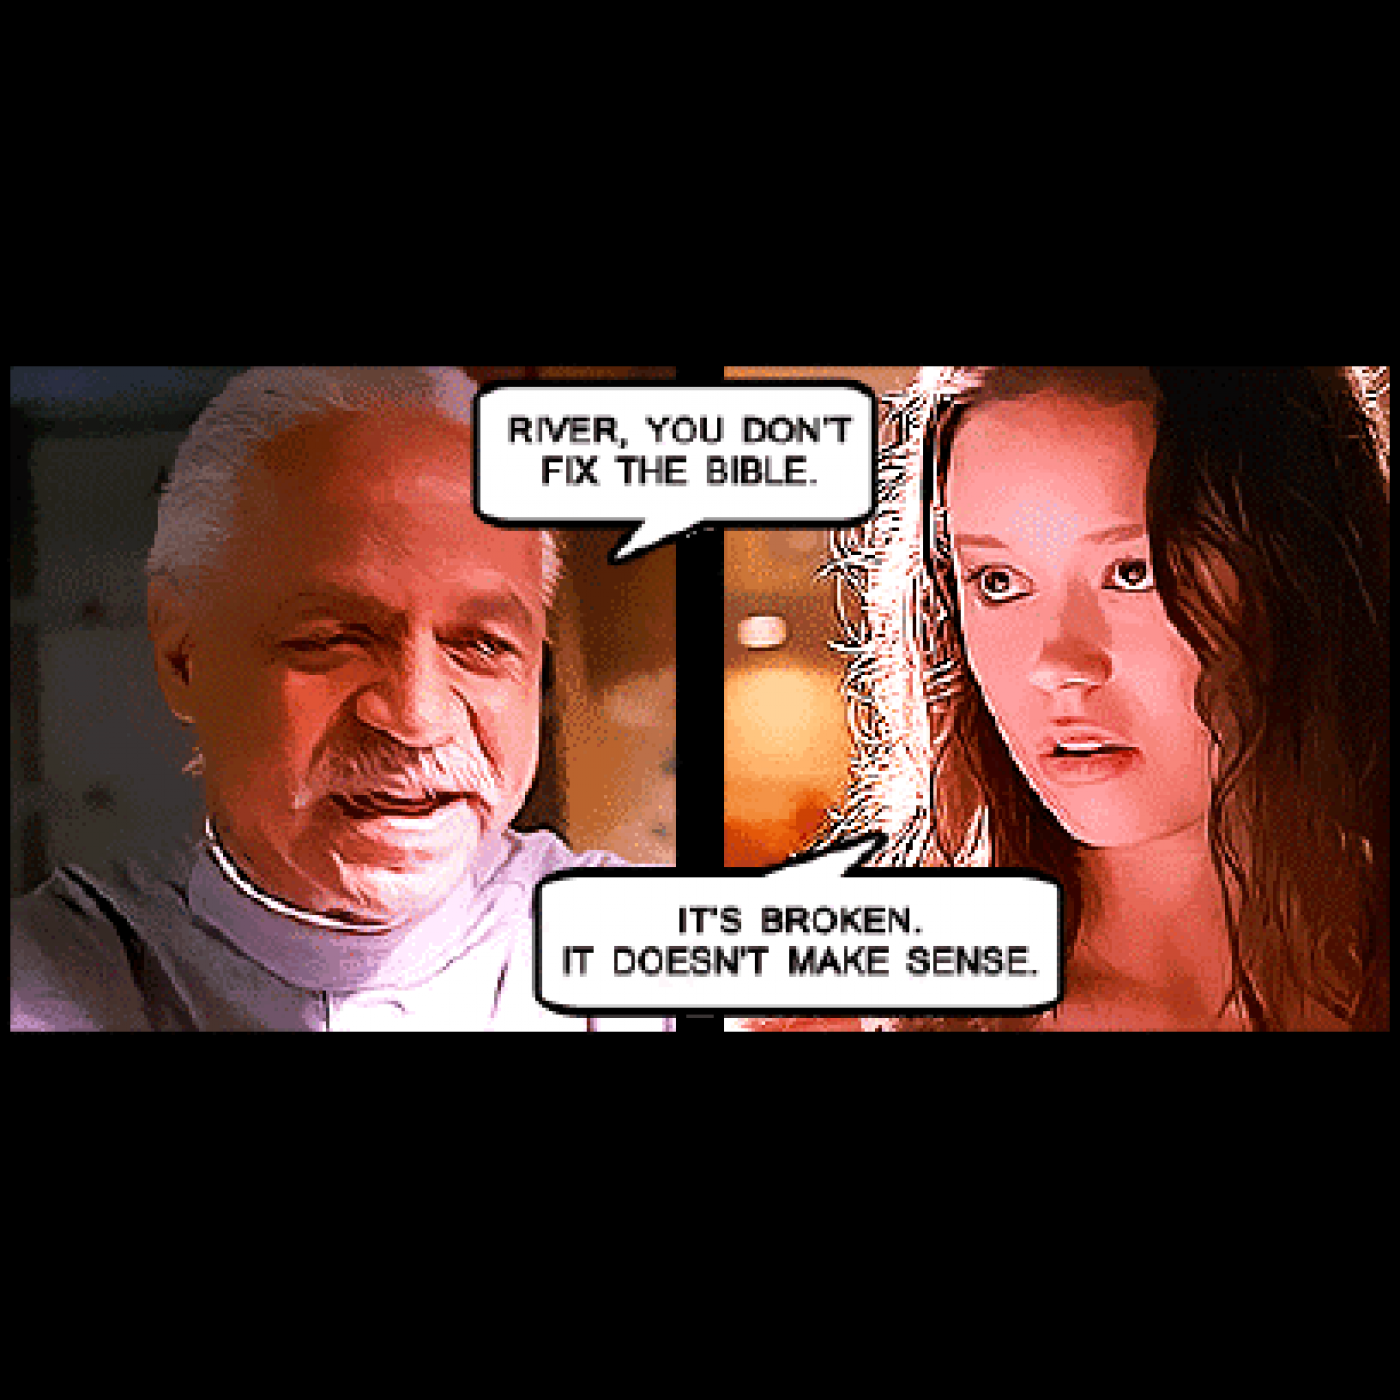 RIVER, YOU DON'T
FIX THE BIBLE.
IT'S BROKEN.
IT DOESN'T MAKE SENSE.